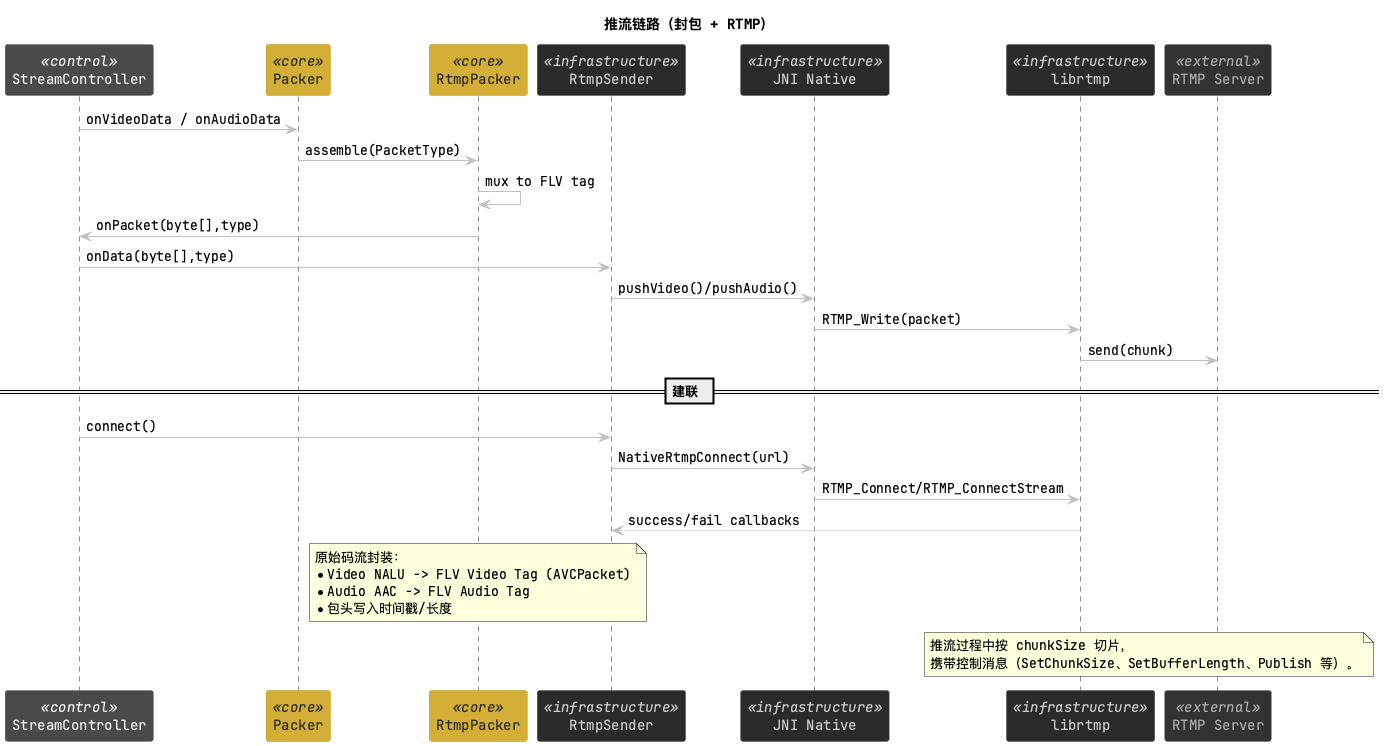 推流链路（封包 + RTMP）
«control»
StreamController
«core»
Packer
«core»
RtmpPacker
«infrastructure»
RtmpSender
«infrastructure»
JNI Native
«infrastructure»
librtmp
«external»
RTMP Server
onVideoData / onAudioData
assemble(PacketType)
mux to FLV tag
onPacket(byte[],type)
onData(byte[],type)
pushVideo()/pushAudio()
RTMP_Write(packet)
send(chunk)
建联
connect()
NativeRtmpConnect(url)
RTMP_Connect/RTMP_ConnectStream
success/fail callbacks
原始码流封装：
• Video NALU -> FLV Video Tag (AVCPacket)
• Audio AAC -> FLV Audio Tag
• 包头写入时间戳/长度
推流过程中按 chunkSize 切片，
携带控制消息（SetChunkSize、SetBufferLength、Publish 等）。
«control»
StreamController
«core»
Packer
«core»
RtmpPacker
«infrastructure»
RtmpSender
«infrastructure»
JNI Native
«infrastructure»
librtmp
«external»
RTMP Server